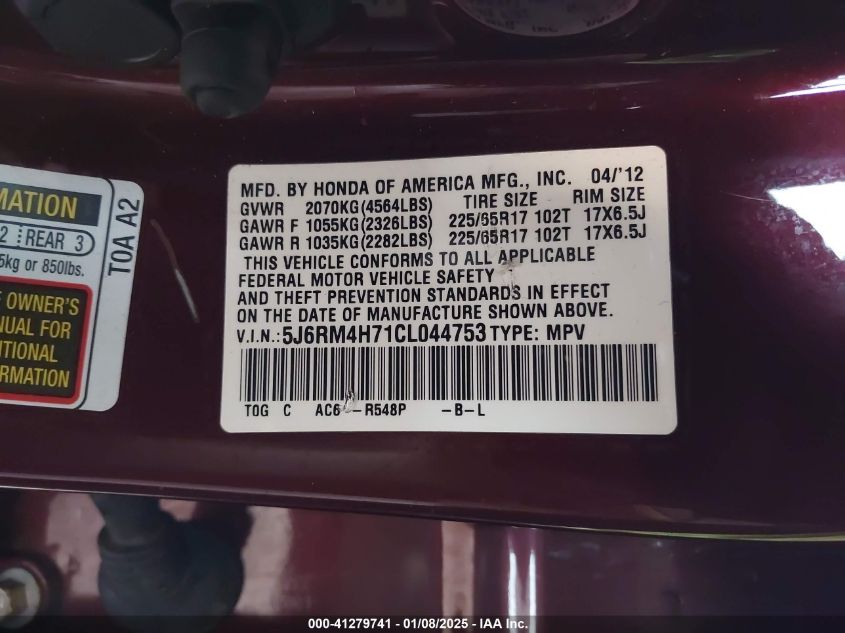 MFD. BY HONDA OF AMERICA MFG., INC. 04/'12
GVWR 2070KG(4564LBS) TIRE SIZE RIM SIZE
GAWR F 1055KG(2326LBS) 225/65R17 102T 17X6.5J
GAWR R 1035KG(2282LBS) 225/65R17 102T 17X6.5J
THIS VEHICLE CONFORMS TO ALL APPLICABLE
FEDERAL MOTOR VEHICLE SAFETY
AND THEFT PREVENTION STANDARDS IN EFFECT
ON THE DATE OF MANUFACTURE SHOWN ABOVE.
V.I.N.: 5J6RM4H71CL044753 TYPE: MPV
T0G C AC6 -R548P -B-L
MATION
2 REAR 3
5kg or 850lbs.
OWNER'S
NUAL FOR
ITIONAL
ORMATION
T0A A2
000-41279741 - 01/08/2025 - IAA Inc.